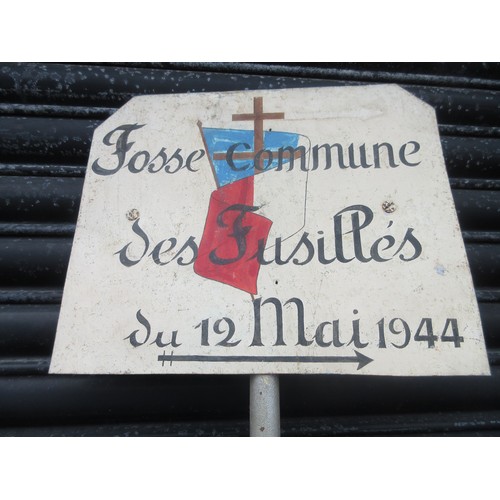 Fosse commune
des Fusillés
du 12 Mai 1944